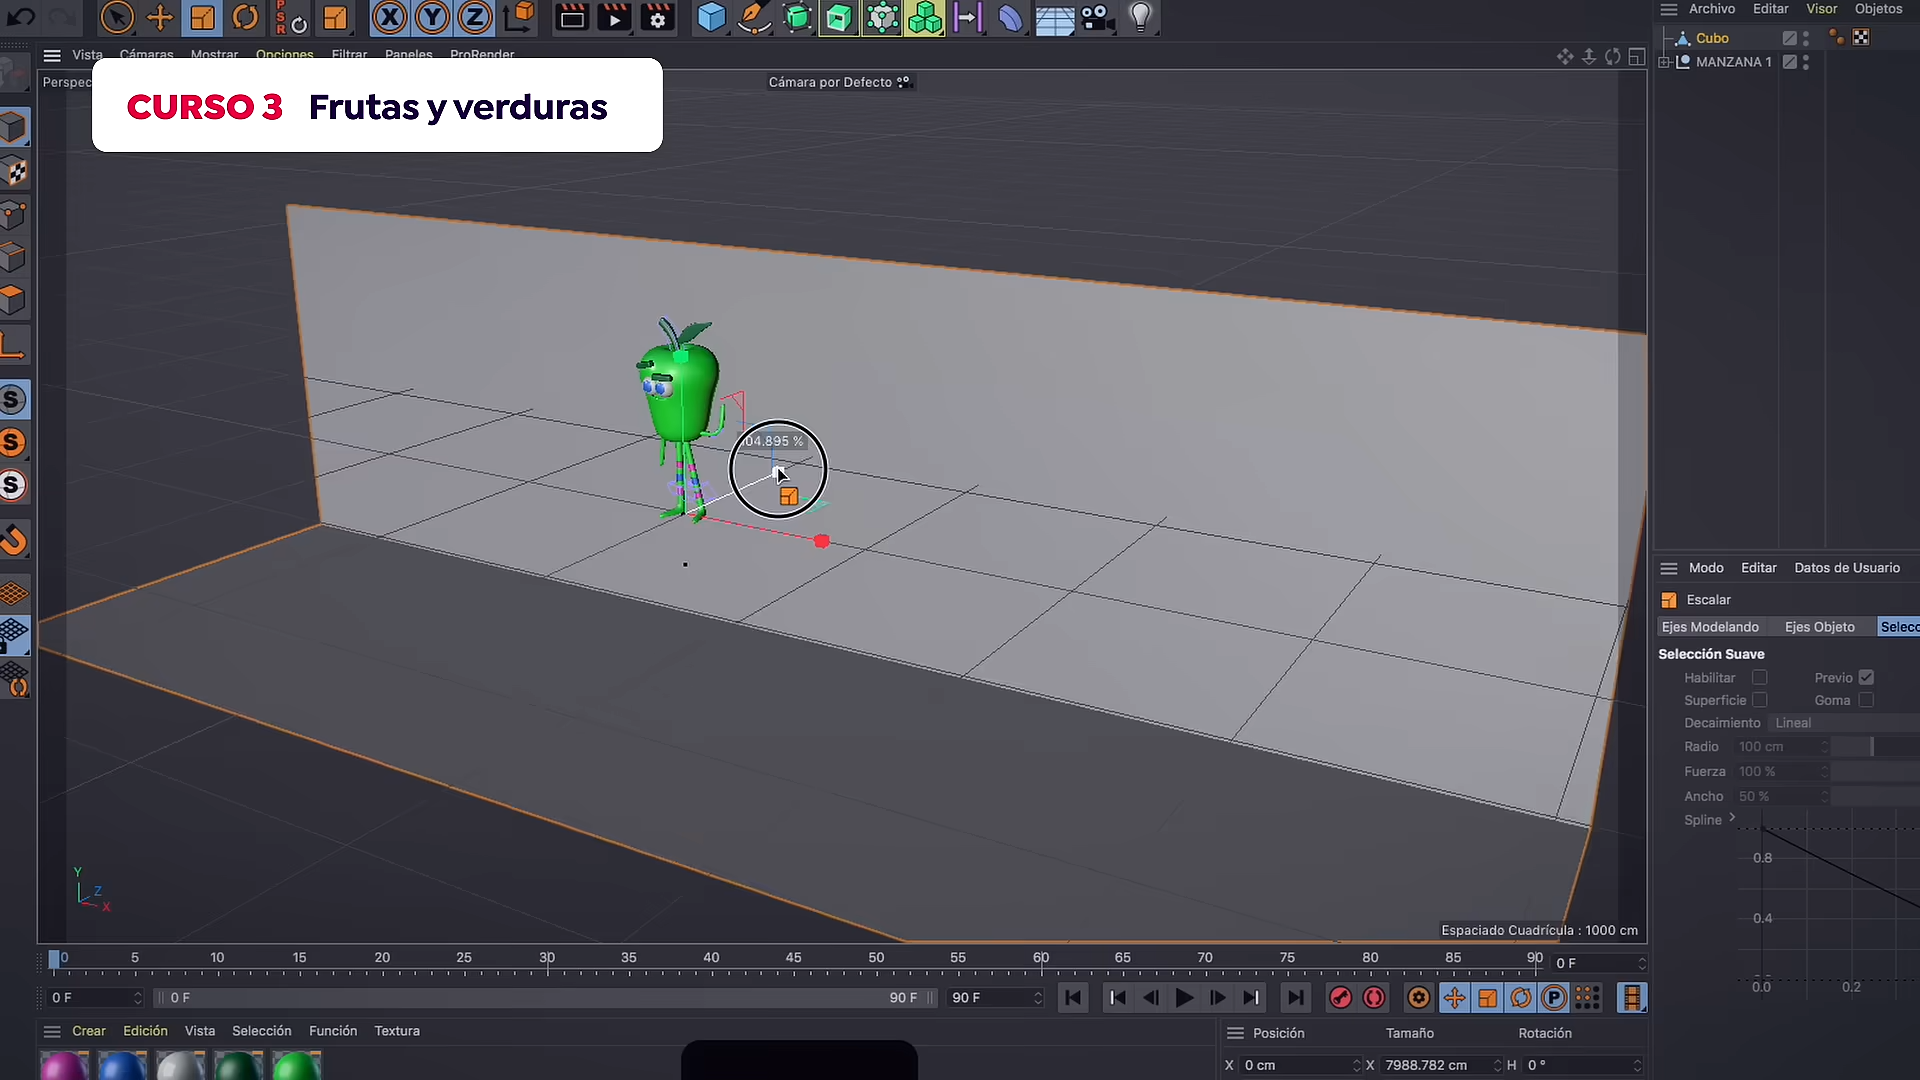 PSR
X Y Z
Archivo Editar Visor Objetos
Vista Cámaras Mostrar Opciones Filtrar Paneles ProRender
Cubo
MANZANA 1
Cámara por Defecto
CURSO 3 Frutas y verduras
104.895 %
S
S
S
Modo Editar Datos de Usuario
Escalar
Ejes Modelando Ejes Objeto
Selección Suave
Habilitar Previo
Superficie Goma
Decaimiento Lineal
Radio 100 cm
Fuerza 100 %
Ancho 50 %
Spline
0.8
0.4
0.0 0.2
Y
Z
X
Espaciado Cuadrícula : 1000 cm
0 5 10 15 20 25 30 35 40 45 50 55 60 65 70 75 80 85 90 0 F
0 F 0 F 90 F 90 F P
Crear Edición Vista Selección Función Textura
Posición Tamaño Rotación
X 0 cm X 7988.782 cm H 0 °